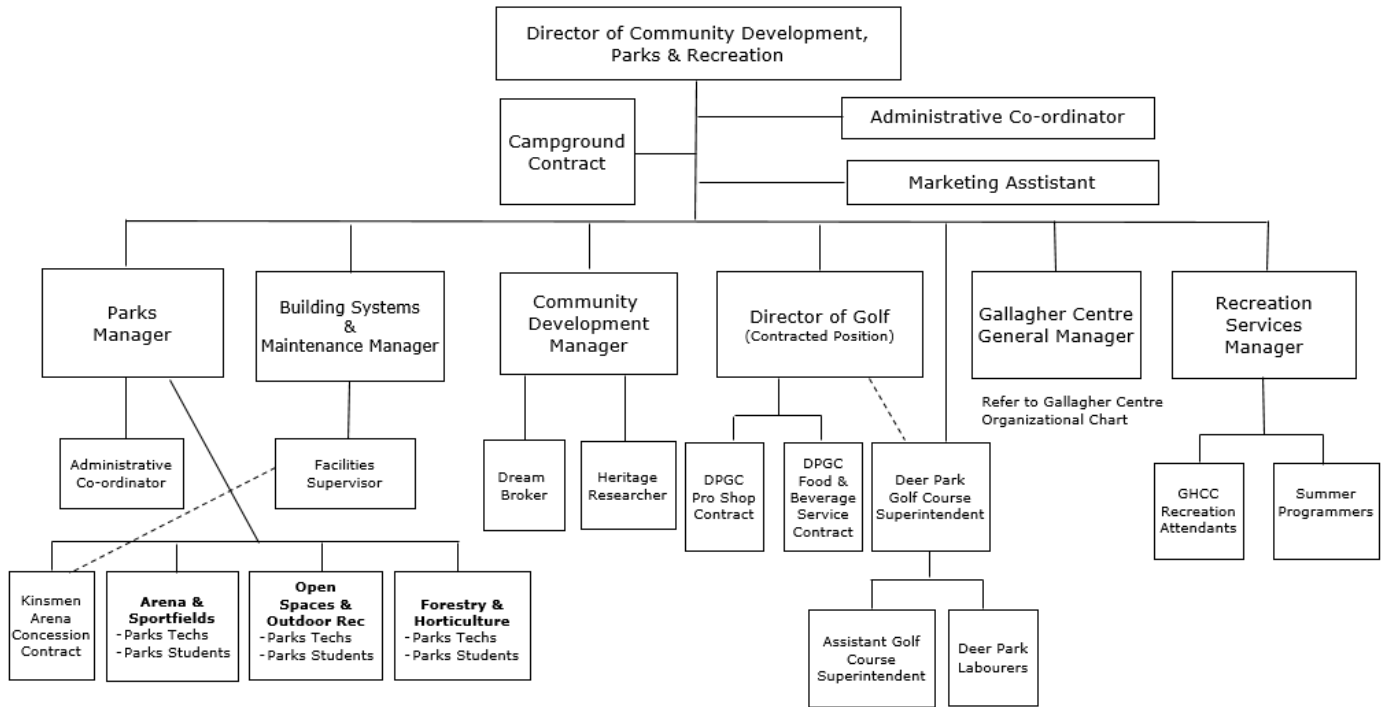 Director of Community Development,
Parks & Recreation
Campground
Contract
Administrative Co-ordinator
Marketing Asstistant
Parks
Manager
Building Systems
&
Maintenance Manager
Community
Development
Manager
Director of Golf
(Contracted Position)
Gallagher Centre
General Manager
Recreation
Services
Manager
Refer to Gallagher Centre
Organizational Chart
Administrative
Co-ordinator
Facilities
Supervisor
Dream
Broker
Heritage
Researcher
DPGC
Pro Shop
Contract
DPGC
Food &
Beverage
Service
Contract
Deer Park
Golf Course
Superintendent
GHCC
Recreation
Attendants
Summer
Programmers
Kinsmen
Arena
Concession
Contract
Arena &
Sportfields
- Parks Techs
- Parks Students
Open
Spaces &
Outdoor Rec
- Parks Techs
- Parks Students
Forestry &
Horticulture
- Parks Techs
- Parks Students
Assistant Golf
Course
Superintendent
Deer Park
Labourers